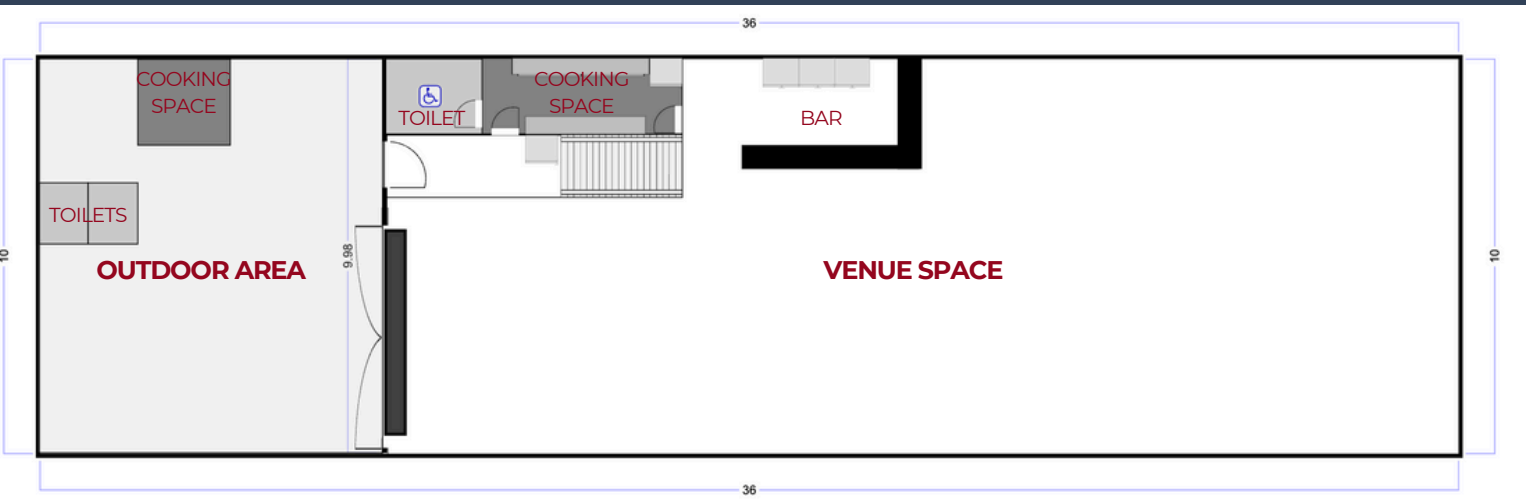 36
COOKING
SPACE
COOKING
SPACE
TOILET
BAR
TOILETS
10
9.98
10
OUTDOOR AREA
VENUE SPACE
36